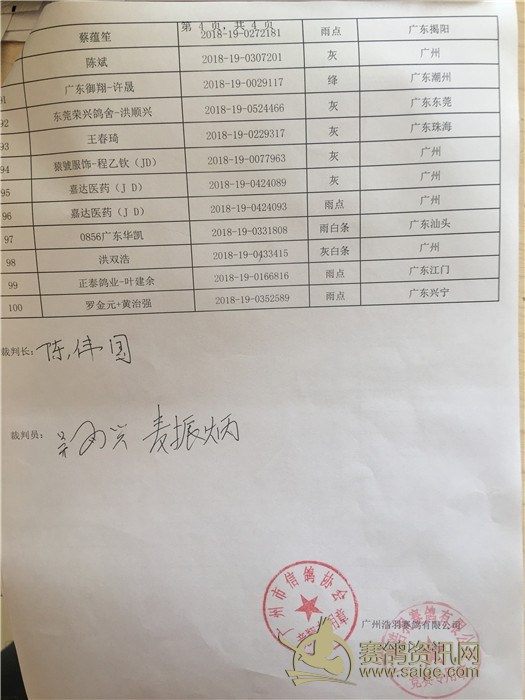 第 4 页, 共 4 页
蔡蕴笙 2018-19-0272181 雨点 广东揭阳
陈斌 2018-19-0307201 灰 广州
91 广东御翔-许晟 2018-19-0029117 绛 广东潮州
92 东莞荣兴鸽舍-洪顺兴 2018-19-0524466 灰 广东东莞
93 王春琦 2018-19-0229317 灰 广东珠海
94 猿號服饰-程乙钦（JD） 2018-19-0077963 灰 广州
95 嘉达医药（J D） 2018-19-0424089 灰 广州
96 嘉达医药（J D） 2018-19-0424093 雨点 广州
97 0856广东华凯 2018-19-0331808 雨白条 广东汕头
98 洪双浩 2018-19-0433415 灰白条 广州
99 正泰鸽业-叶建余 2018-19-0166816 雨点 广东江门
100 罗金元+黄治强 2018-19-0352589 雨点 广东兴宁
裁判长: 陈伟国
裁判员: 麦振炳
广州市信鸽协会
广州浩羽赛鸽有限公司
赛鸽资讯网
www.saige.com